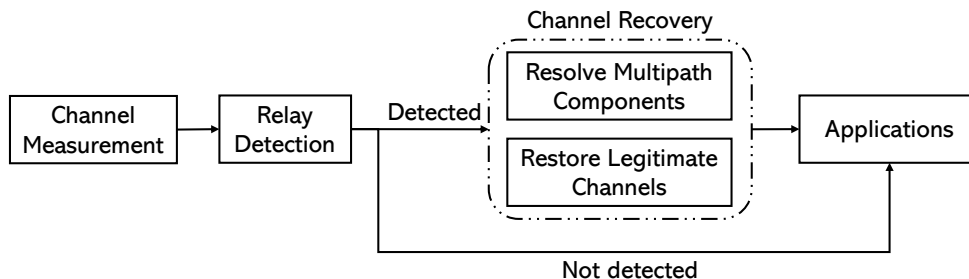 Channel Recovery
Channel
Measurement
Relay
Detection
Detected
Resolve Multipath
Components
Restore Legitimate
Channels
Applications
Not detected